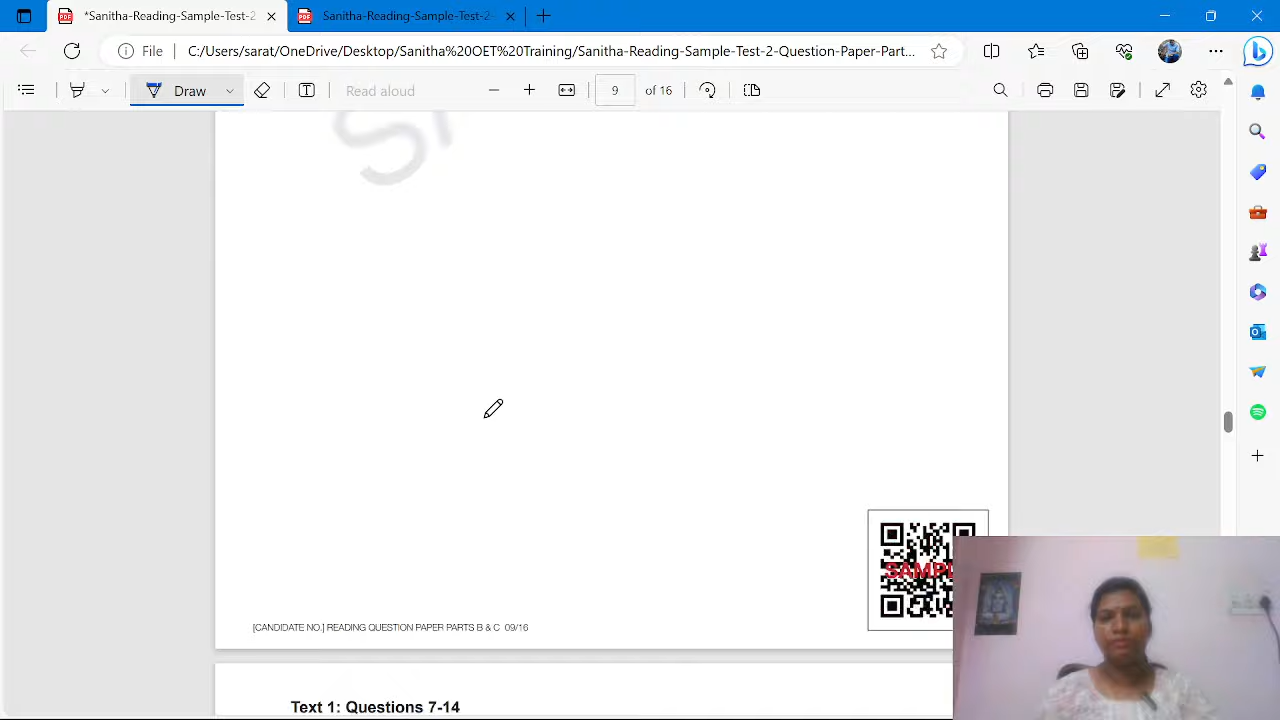 *Sanitha-Reading-Sample-Test-2
Sanitha-Reading-Sample-Test-2-
File
C:/Users/sarat/OneDrive/Desktop/Sanitha%20OET%20Training/Sanitha-Reading-Sample-Test-2-Question-Paper-Part...
Draw
Read aloud
9
of 16
SAMPL
[CANDIDATE NO.] READING QUESTION PAPER PARTS B & C 09/16
Text 1: Questions 7-14